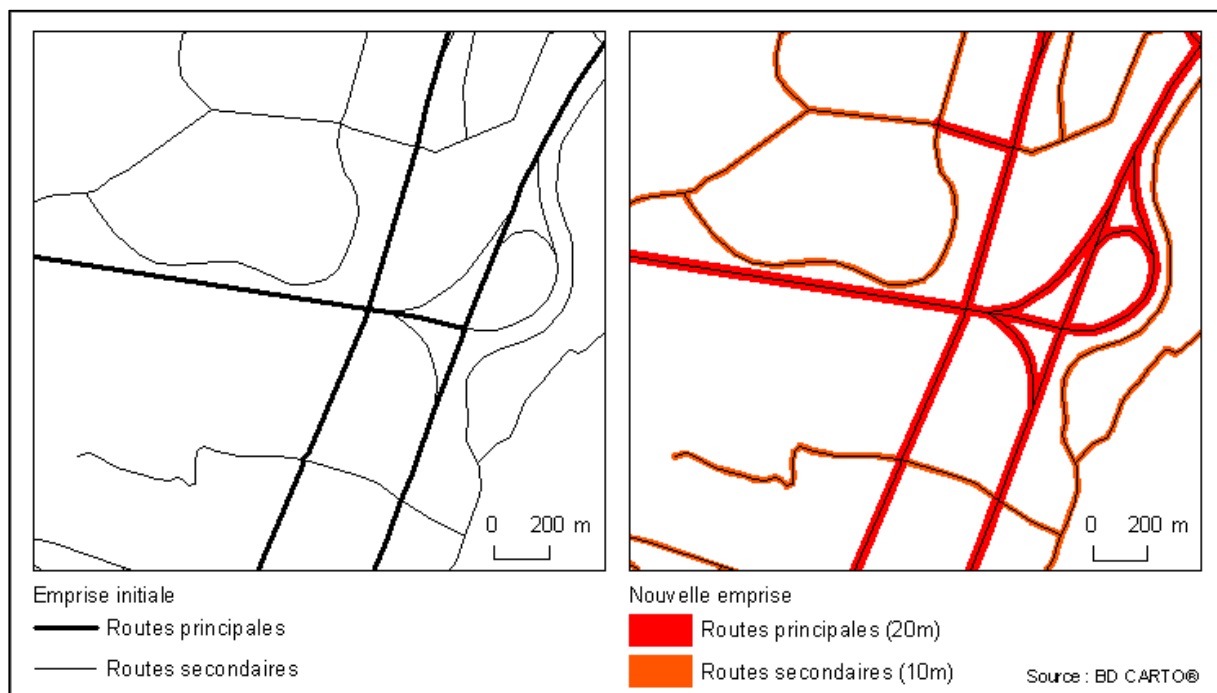 0 200 m
0 200 m
Emprise initiale
Routes principales
Routes secondaires
Nouvelle emprise
Routes principales (20m)
Routes secondaires (10m)
Source : BD CARTO®